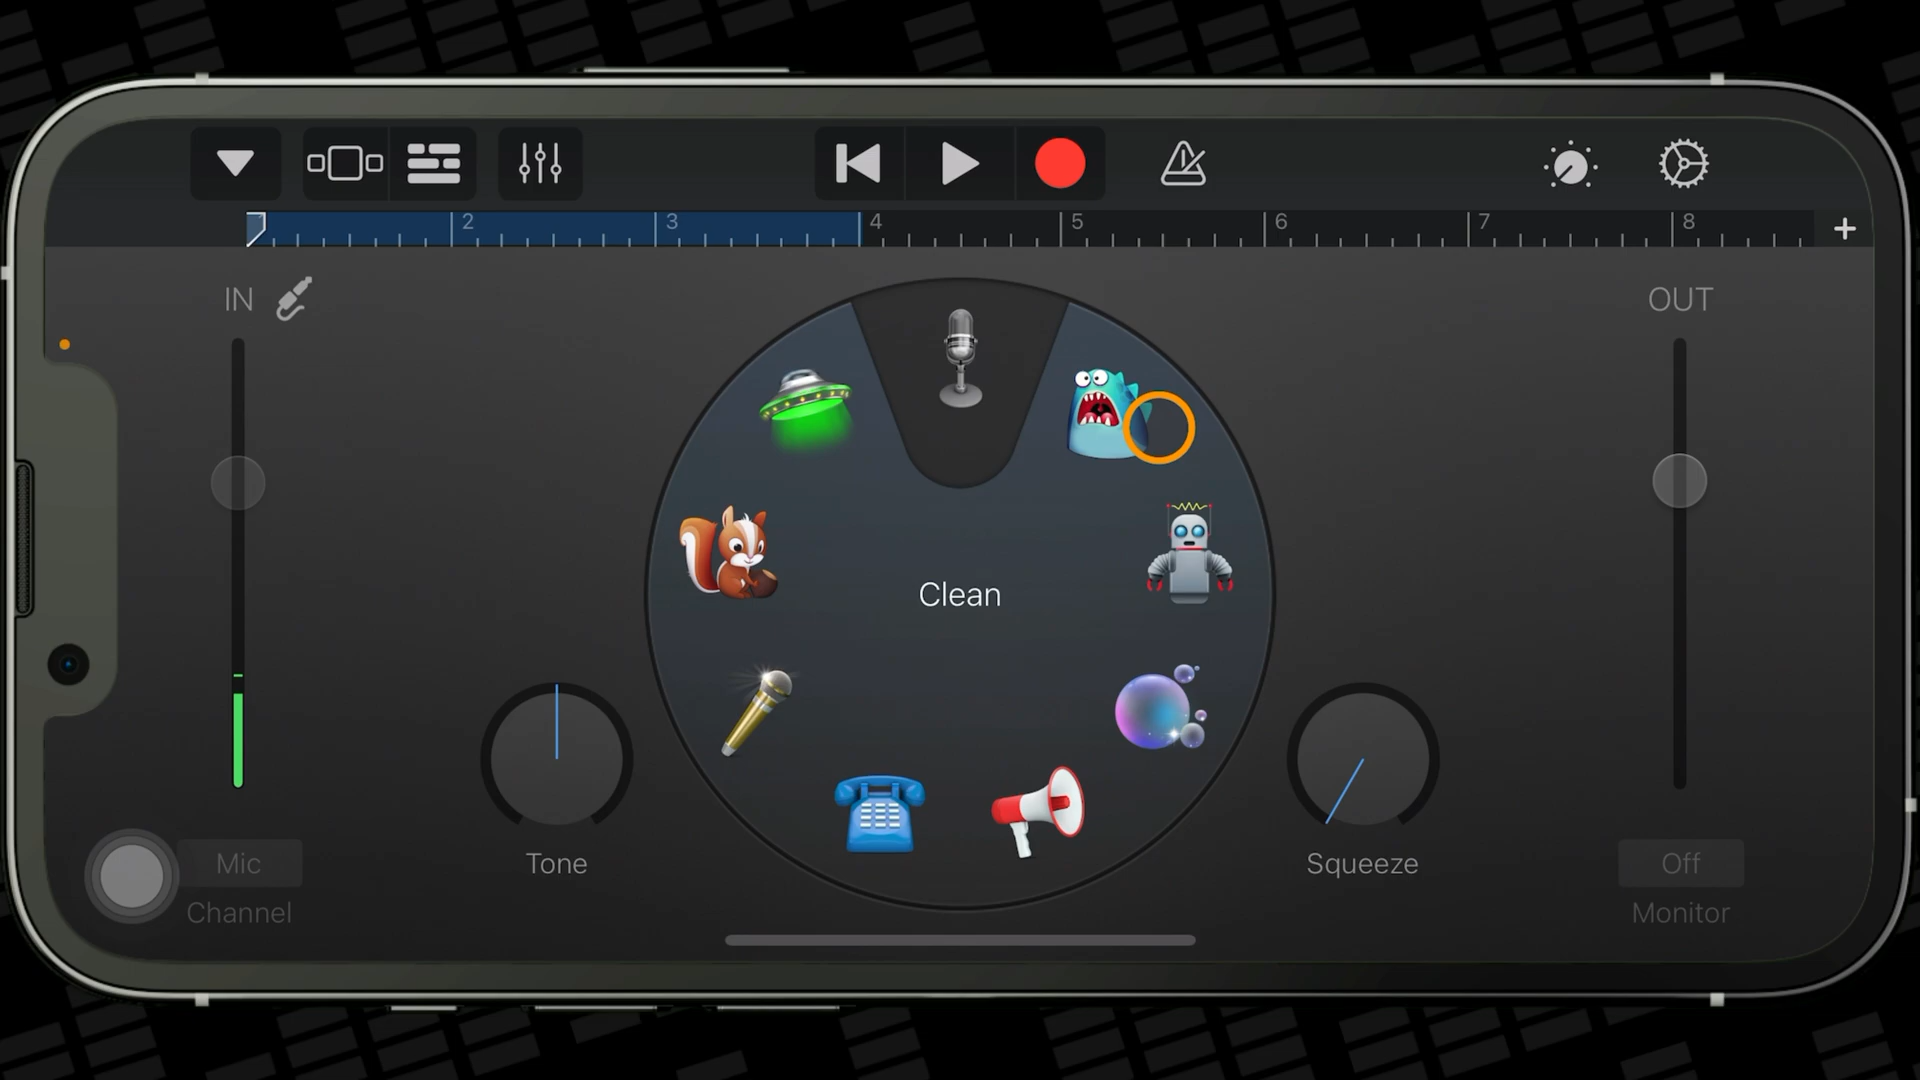 2 3 4 5 6 7 8
IN
OUT
Clean
Tone
Squeeze
Mic
Channel
Off
Monitor